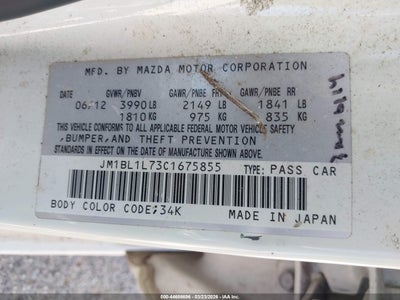 MFD. BY MAZDA MOTOR CORPORATION
DATE GVWR/PNBV GAWR/PNBE FRT GAWR/PNBE RR
06/12 3990LB 2149 LB 1841 LB
1810KG 975 KG 835 KG
THIS VEHICLE CONFORMS TO ALL APPLICABLE
FEDERAL MOTOR VEHICLE SAFETY
,BUMPER,AND THEFT PREVENTION
STANDARDS IN EFFECT ON THE DATE OF
MANUFACTURE SHOWN ABOVE.
JM1BL1L73C1675855 TYPE: PASS CAR
BODY COLOR CODE;34K MADE IN JAPAN
000-44656606 | 03/23/2026 | © IAA Inc.